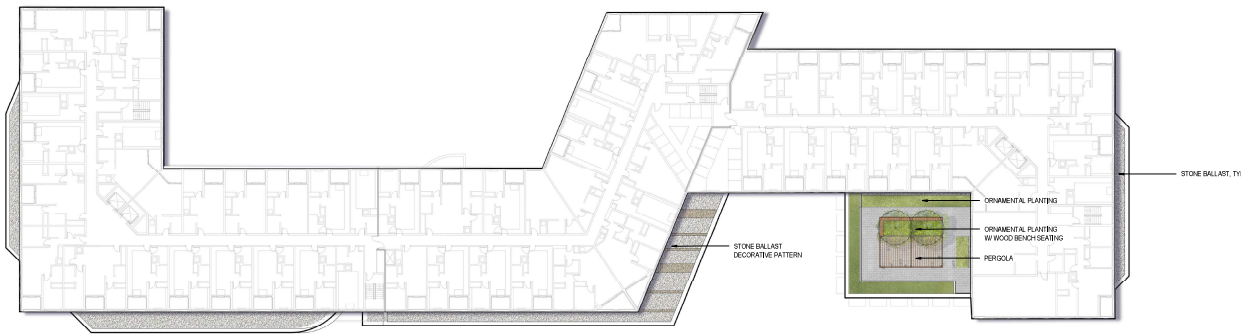 STONE BALLAST, TY
ORNAMENTAL PLANTING
ORNAMENTAL PLANTING
W/ WOOD BENCH SEATING
STONE BALLAST
DECORATIVE PATTERN
PERGOLA